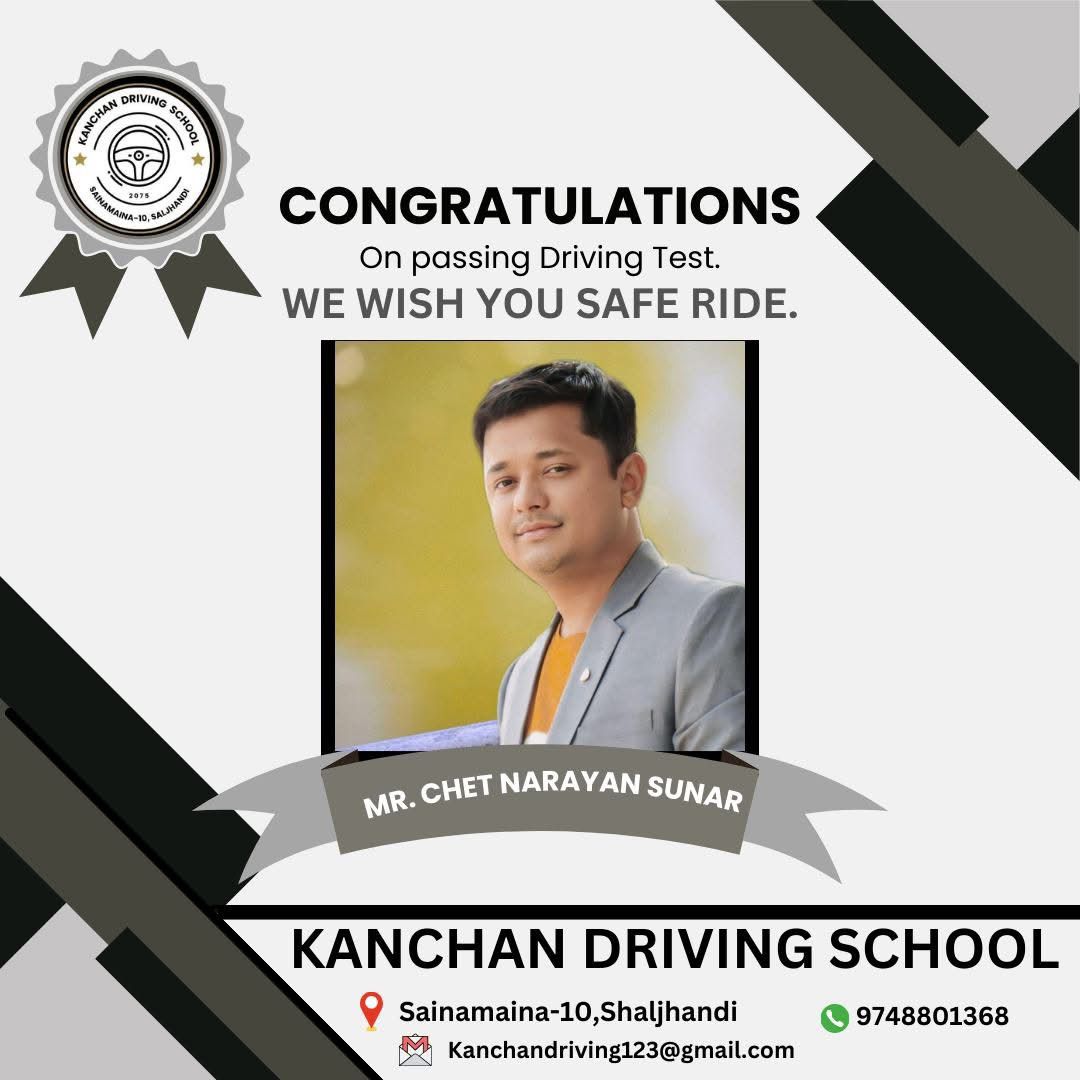 KANCHAN DRIVING SCHOOL
2075
SAINAMAINA-10, SALJHANDI
CONGRATULATIONS
On passing Driving Test.
WE WISH YOU SAFE RIDE.
MR. CHET NARAYAN SUNAR
KANCHAN DRIVING SCHOOL
Sainamaina-10,Shaljhandi
9748801368
Kanchandriving123@gmail.com